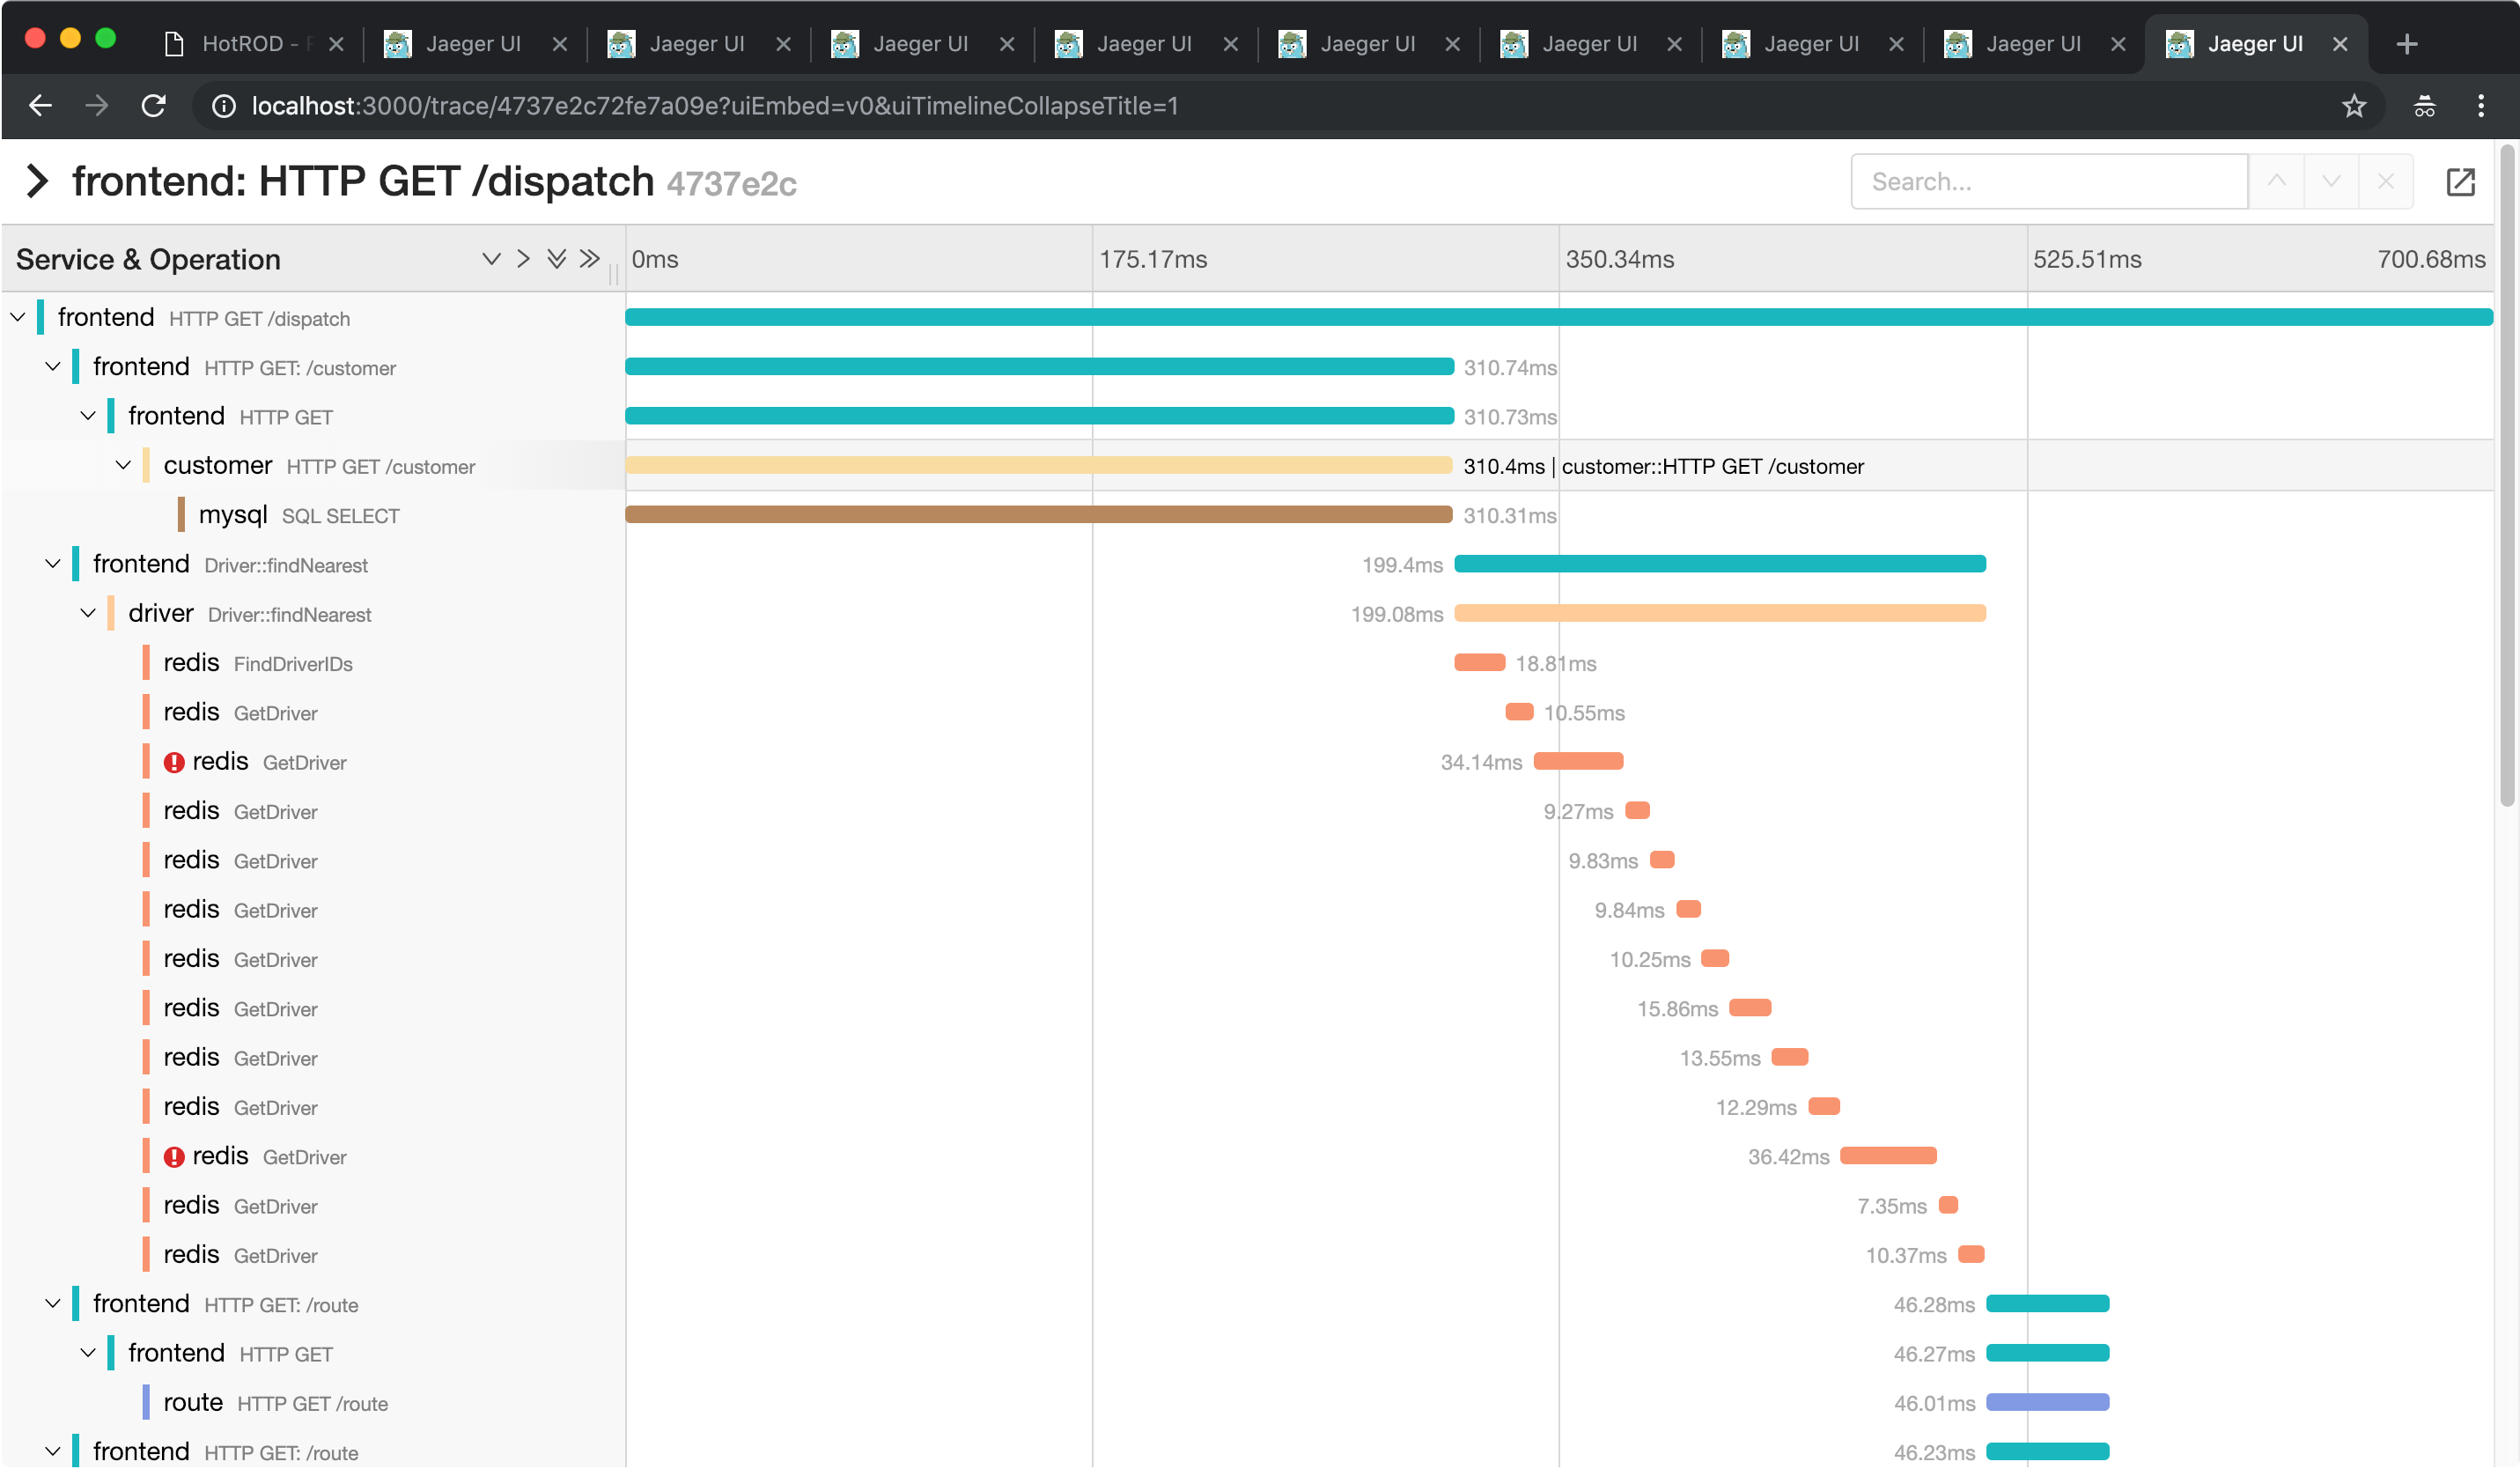 HotROD - Jaeger UI Jaeger UI Jaeger UI Jaeger UI Jaeger UI Jaeger UI Jaeger UI Jaeger UI Jaeger UI
localhost:3000/trace/4737e2c72fe7a09e?uiEmbed=v0&uiTimelineCollapseTitle=1
frontend: HTTP GET /dispatch 4737e2c Search...
Service & Operation 0ms 175.17ms 350.34ms 525.51ms 700.68ms
frontend HTTP GET /dispatch
frontend HTTP GET: /customer 310.74ms
frontend HTTP GET 310.73ms
customer HTTP GET /customer 310.4ms | customer::HTTP GET /customer
mysql SQL SELECT 310.31ms
frontend Driver::findNearest 199.4ms
driver Driver::findNearest 199.08ms
redis FindDriverIDs 18.81ms
redis GetDriver 10.55ms
redis GetDriver 34.14ms
redis GetDriver 9.27ms
redis GetDriver 9.83ms
redis GetDriver 9.84ms
redis GetDriver 10.25ms
redis GetDriver 15.86ms
redis GetDriver 13.55ms
redis GetDriver 12.29ms
redis GetDriver 36.42ms
redis GetDriver 7.35ms
redis GetDriver 10.37ms
frontend HTTP GET: /route 46.28ms
frontend HTTP GET 46.27ms
route HTTP GET /route 46.01ms
frontend HTTP GET: /route 46.23ms